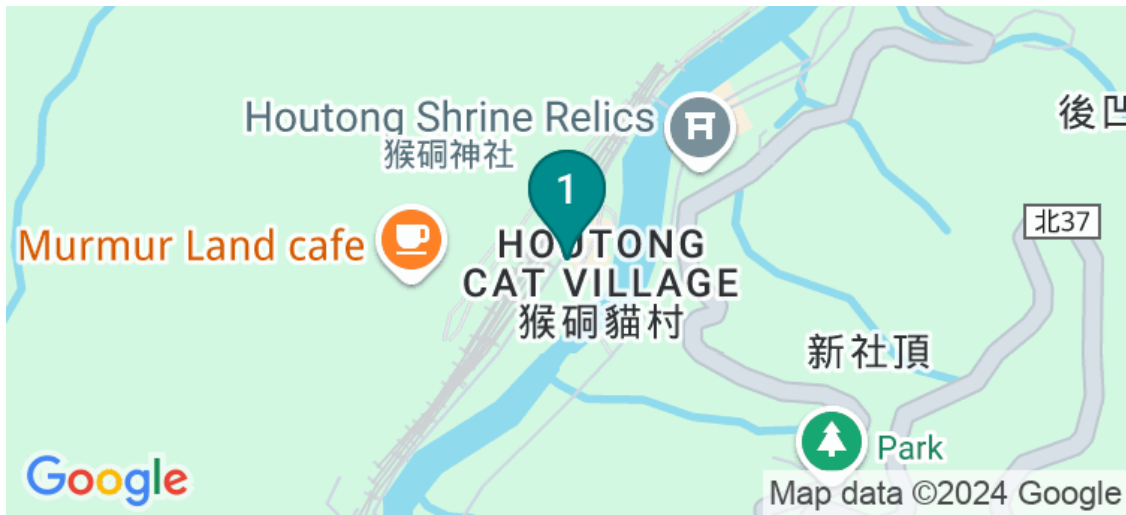 Houtong Shrine Relics
猴硐神社
後凹
1
北37
Murmur Land cafe
HOUTONG
CAT VILLAGE
猴硐貓村
新社頂
Park
Google
Map data ©2024 Google